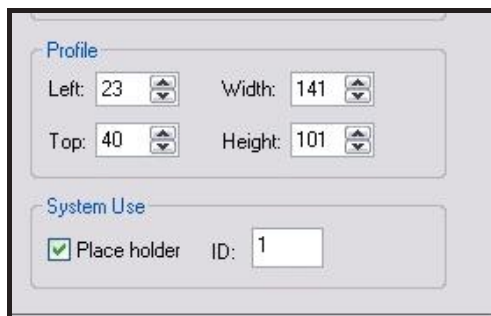 Profile
Left: 23 Width: 141
Top: 40 Height: 101
System Use
Place holder ID: 1